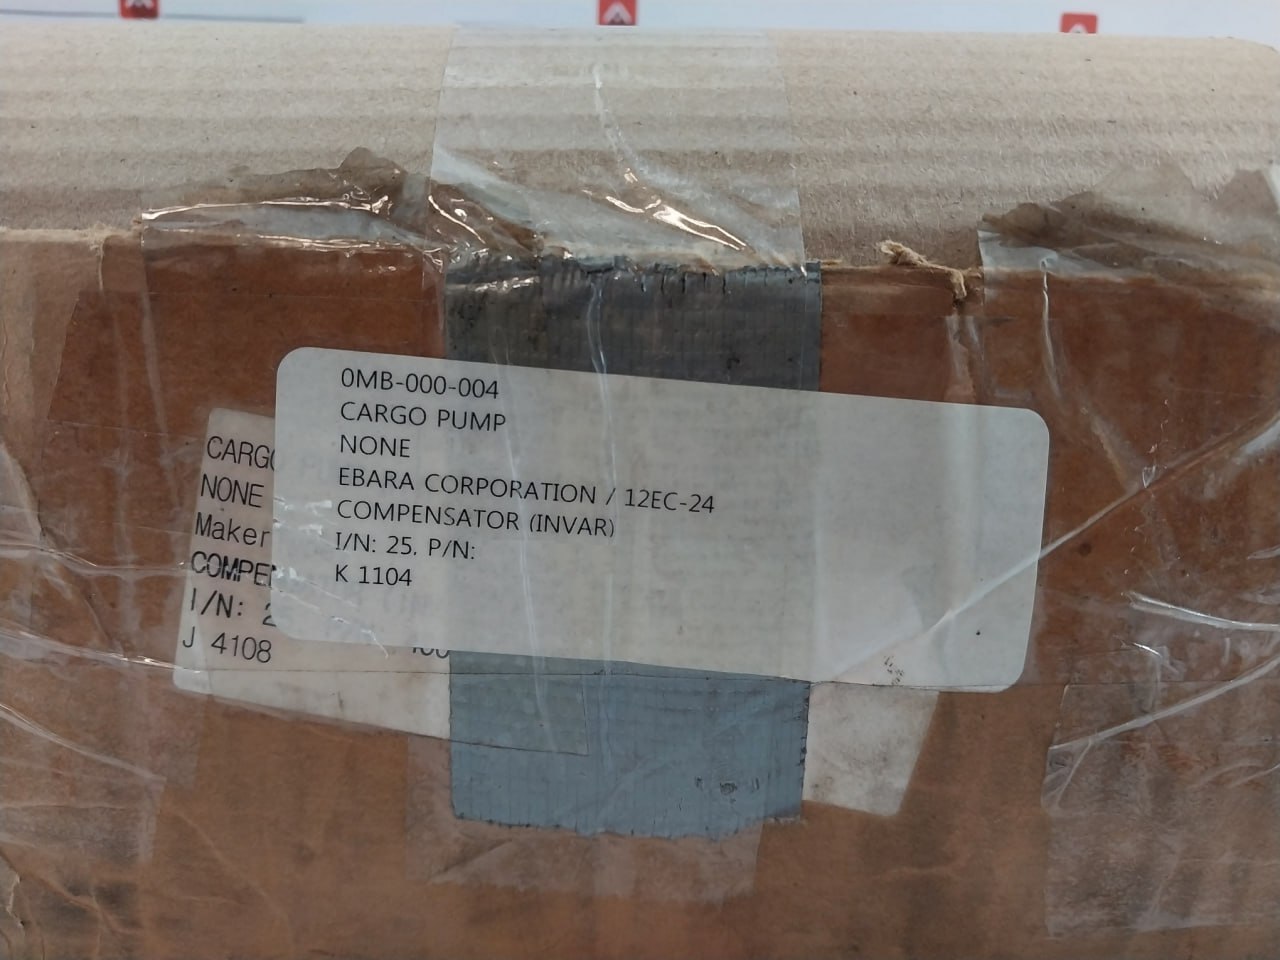 0MB-000-004
CARGO PUMP
NONE
EBARA CORPORATION / 12EC-24
COMPENSATOR (INVAR)
I/N: 25, P/N:
K 1104
NONE
Maker
I/N:
J 4108